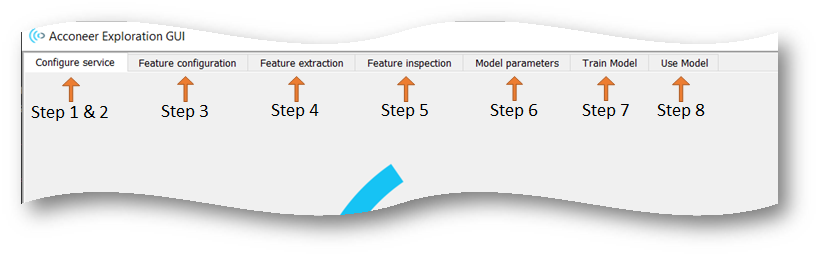 Acconeer Exploration GUI
Configure service Feature configuration Feature extraction Feature inspection Model parameters Train Model Use Model
Step 1 & 2 Step 3 Step 4 Step 5 Step 6 Step 7 Step 8